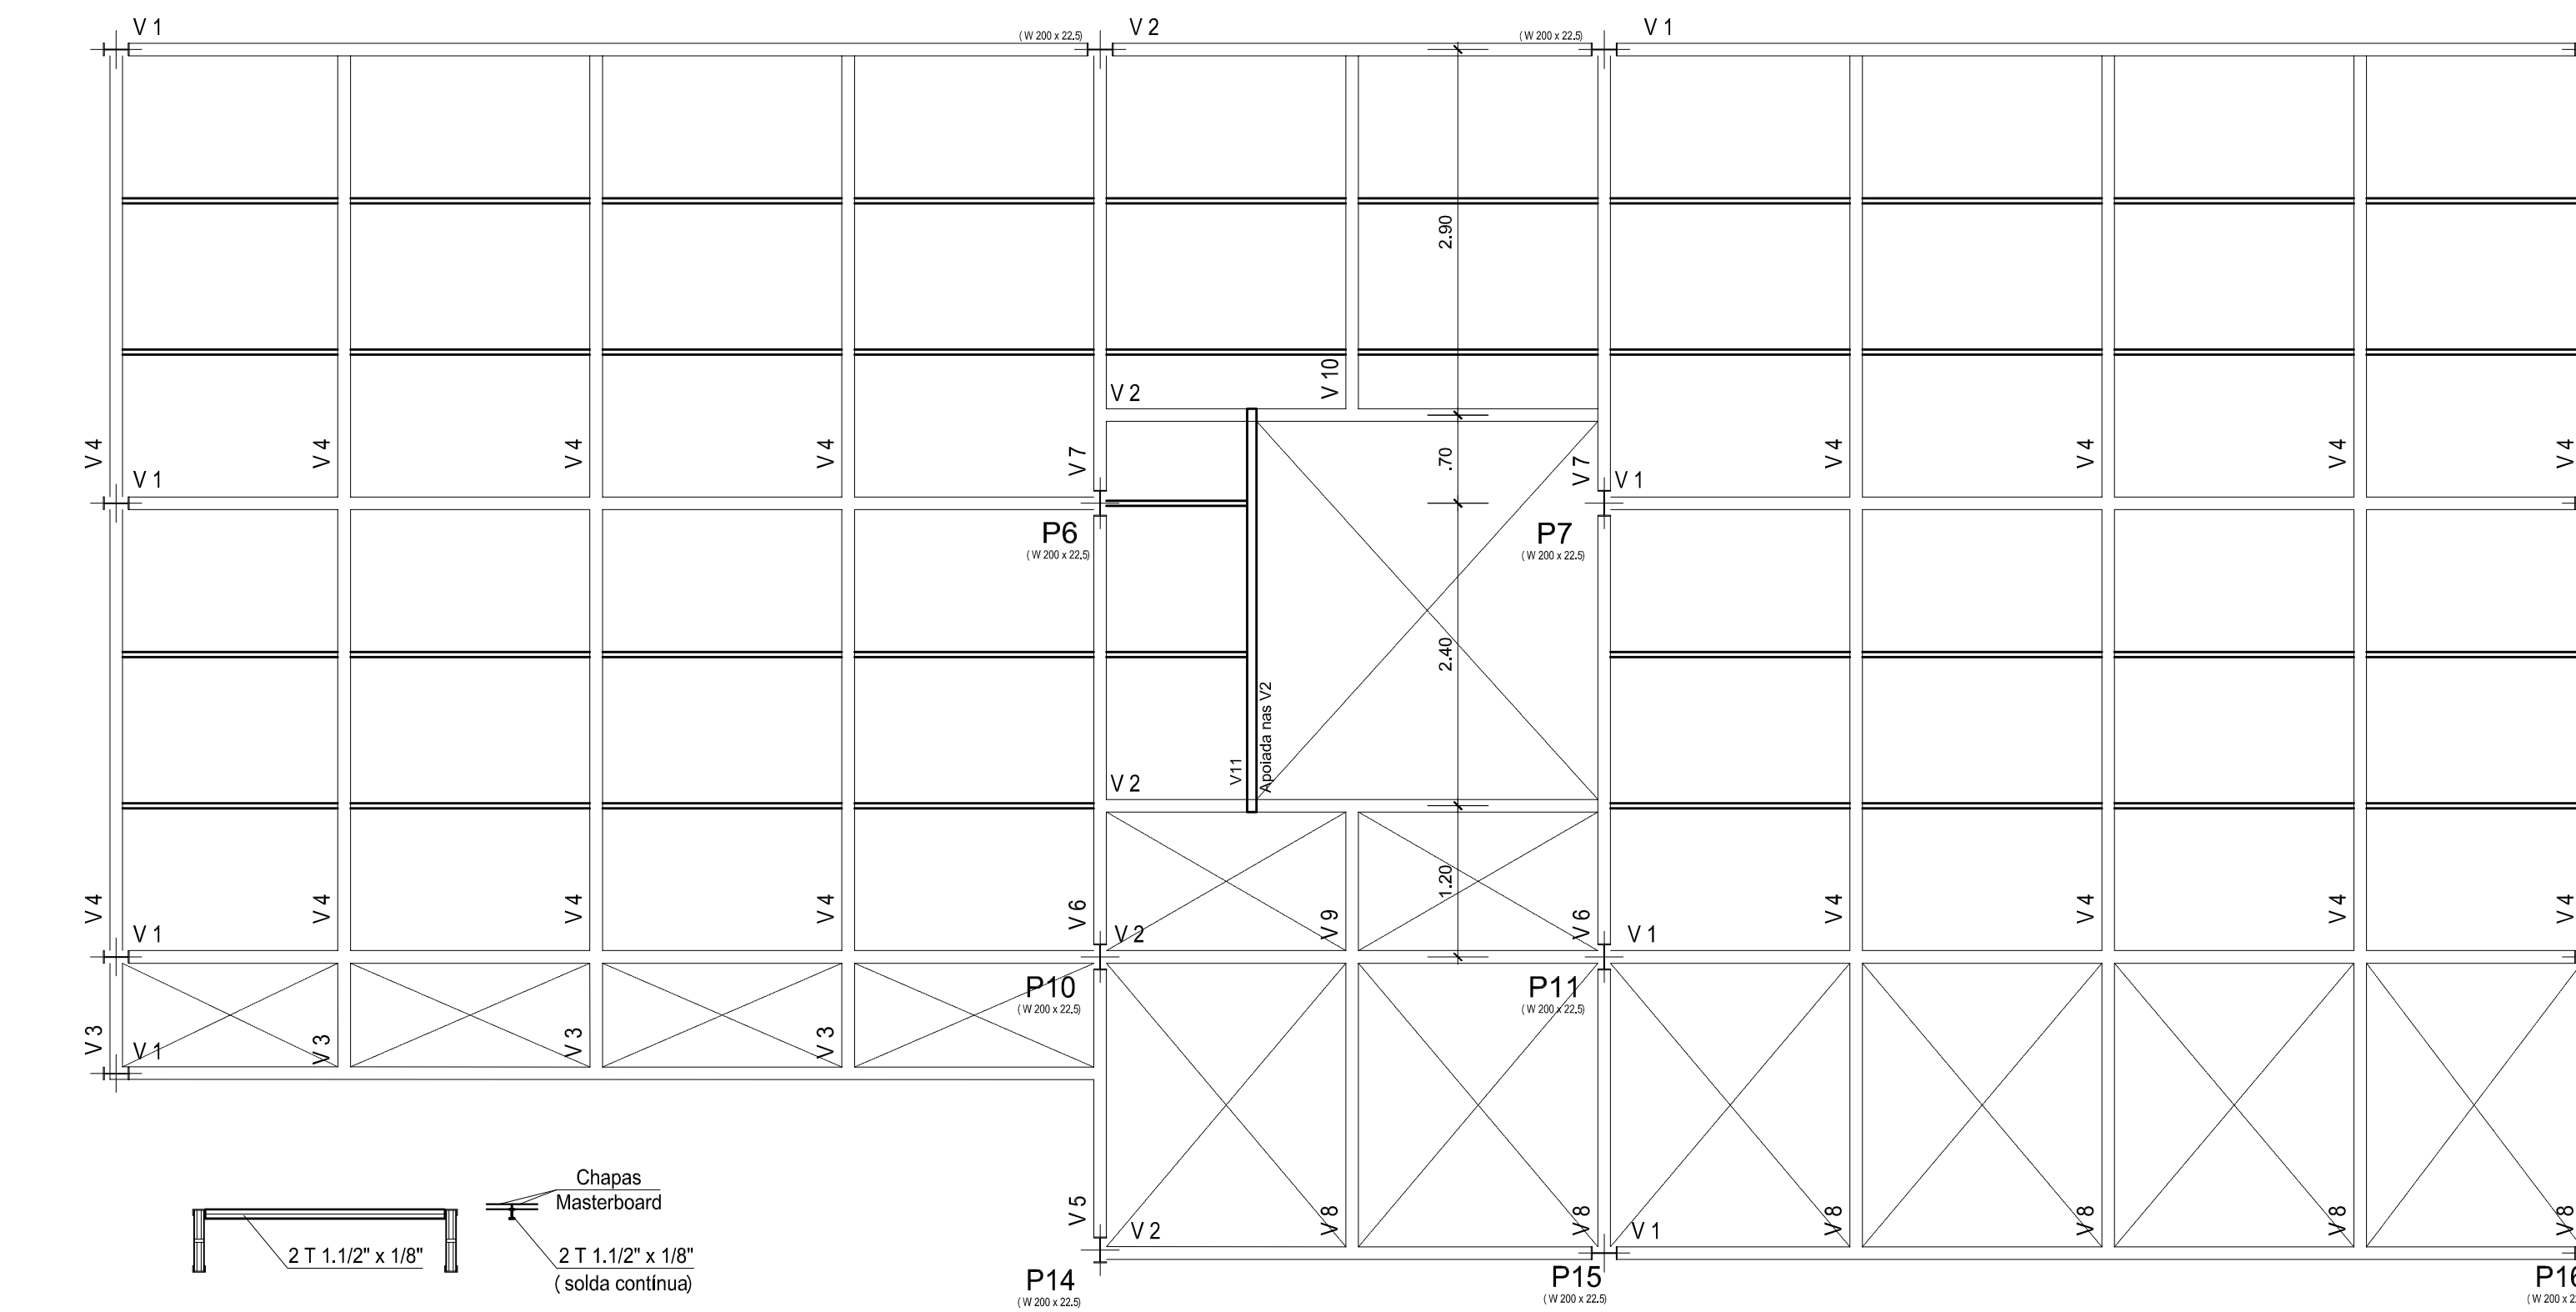 V 1
( W 200 x 22.5)
V 2
( W 200 x 22.5)
V 1
2.90
V 10
V 2
V 4
V 4
V 4
V 4
V 7
.70
V 7
V 4
V 4
V 4
V 4
V 1
V 1
P6
( W 200 x 22.5)
P7
( W 200 x 22.5)
2.40
V11
Apoiada nas V2
V 2
1.20
V 4
V 4
V 4
V 4
V 6
V 9
V 6
V 4
V 4
V 4
V 4
V 1
V 2
V 1
P10
( W 200 x 22.5)
P11
( W 200 x 22.5)
V 3
V 1
V 3
V 3
V 3
Chapas
Masterboard
2 T 1.1/2" x 1/8"
2 T 1.1/2" x 1/8"
( solda contínua)
V 5
V 2
V 8
V 8
V 1
V 8
V 8
V 8
V 8
P14
( W 200 x 22.5)
P15
( W 200 x 22.5)